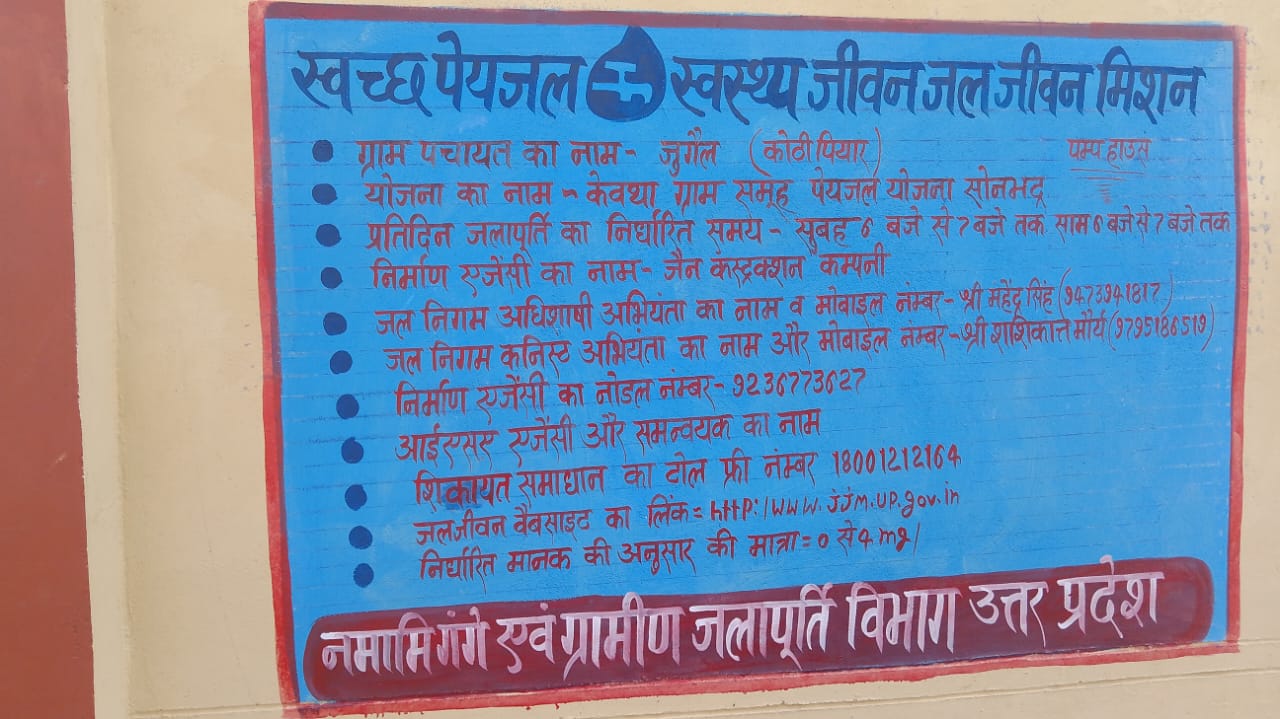 स्वच्छ पेयजल स्वस्थ्य जीवन जल जीवन मिशन
ग्राम पचायत का नाम - जुगैल (कोठी पियार) पम्प हाउस
योजना का नाम - केवथा ग्राम समूह पेयजल योजना सोनभद्र
प्रतिदिन जलापूर्ति का निर्धारित समय - सुबह 6 बजे से 7 बजे तक साम 6 बजे से 7 बजे तक
निर्माण एजेंसी का नाम - जैन कंस्ट्रक्शन कम्पनी
जल निगम अधिशाषी अभियंता का नाम व मोबाइल नंम्बर - श्री महेंद्र सिंह (9473941817)
जल निगम कनिस्ट अभियंता का नाम और मोबाइल नम्बर - श्री शशिकान्त मौर्य (9795186519)
निर्माण एजेंसी का नोडल नंम्बर - 9236773627
आईएसए एजेंसी और समन्वयक का नाम
शिकायत समाधान का टोल फ्री नंम्बर 18001212164
जलजीवन वैबसाइट का लिंक = http:/www.jjm.up.gov.in
निर्धारित मानक की अनुसार की मात्रा = 0 से 4 mg/
नमामि गंगे एवं ग्रामीण जलापूर्ति विभाग उत्तर प्रदेश